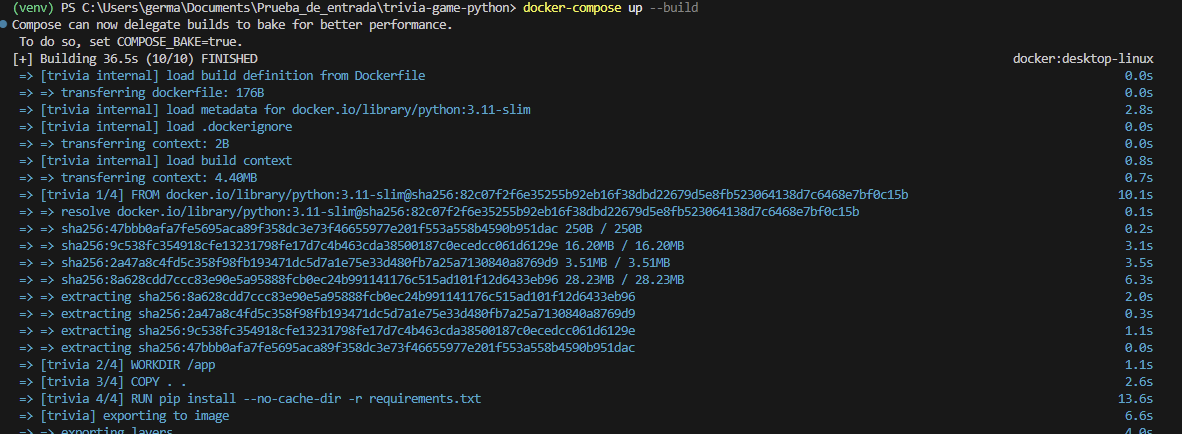 (venv) PS C:\Users\germa\Documents\Prueba_de_entrada\trivia-game-python> docker-compose up --build
Compose can now delegate builds to bake for better performance.
To do so, set COMPOSE_BAKE=true.
[+] Building 36.5s (10/10) FINISHED docker:desktop-linux
=> [trivia internal] load build definition from Dockerfile 0.0s
=> => transferring dockerfile: 176B 0.0s
=> [trivia internal] load metadata for docker.io/library/python:3.11-slim 2.8s
=> [trivia internal] load .dockerignore 0.0s
=> => transferring context: 2B 0.0s
=> [trivia internal] load build context 0.8s
=> => transferring context: 4.40MB 0.7s
=> [trivia 1/4] FROM docker.io/library/python:3.11-slim@sha256:82c07f2f6e35255b92eb16f38dbd22679d5e8fb523064138d7c6468e7bf0c15b 10.1s
=> => resolve docker.io/library/python:3.11-slim@sha256:82c07f2f6e35255b92eb16f38dbd22679d5e8fb523064138d7c6468e7bf0c15b 0.1s
=> => sha256:47bbb0afa7fe5695aca89f358dc3e73f46655977e201f553a558b4590b951dac 250B / 250B 0.2s
=> => sha256:9c538fc354918cfe13231798fe17d7c4b463cda38500187c0ecedcc061d6129e 16.20MB / 16.20MB 3.1s
=> => sha256:2a47a8c4fd5c358f98fb193471dc5d7a1e75e33d480fb7a25a7130840a8769d9 3.51MB / 3.51MB 3.5s
=> => sha256:8a628cdd7ccc83e90e5a95888fcb0ec24b991141176c515ad101f12d6433eb96 28.23MB / 28.23MB 6.3s
=> => extracting sha256:8a628cdd7ccc83e90e5a95888fcb0ec24b991141176c515ad101f12d6433eb96 2.0s
=> => extracting sha256:2a47a8c4fd5c358f98fb193471dc5d7a1e75e33d480fb7a25a7130840a8769d9 0.3s
=> => extracting sha256:9c538fc354918cfe13231798fe17d7c4b463cda38500187c0ecedcc061d6129e 1.1s
=> => extracting sha256:47bbb0afa7fe5695aca89f358dc3e73f46655977e201f553a558b4590b951dac 0.0s
=> [trivia 2/4] WORKDIR /app 1.1s
=> [trivia 3/4] COPY . . 2.6s
=> [trivia 4/4] RUN pip install --no-cache-dir -r requirements.txt 13.6s
=> [trivia] exporting to image 6.6s
=> => exporting layers 4.0s